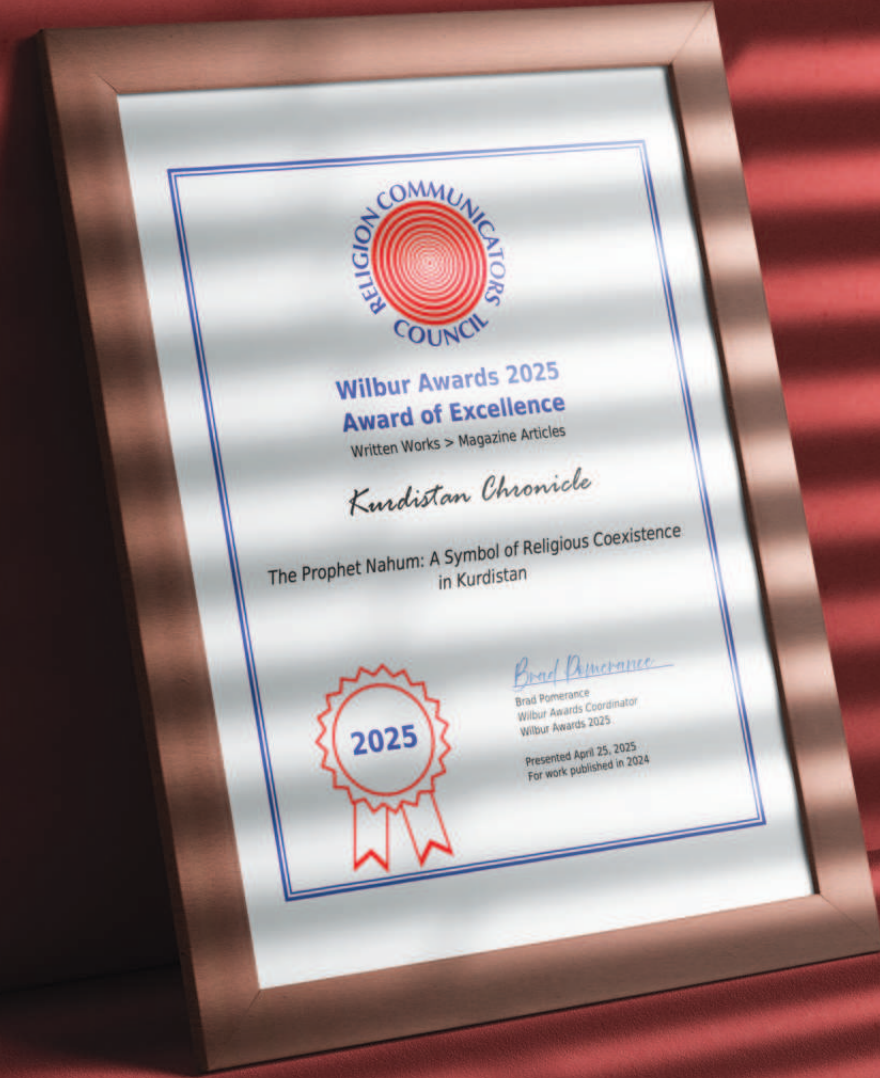 RELIGION COMMUNICATORS
COUNCIL
Wilbur Awards 2025
Award of Excellence
Written Works > Magazine Articles
Kurdistan Chronicle
The Prophet Nahum: A Symbol of Religious Coexistence
in Kurdistan
2025
Brad Pomerance
Brad Pomerance
Wilbur Awards Coordinator
Wilbur Awards 2025
Presented April 25, 2025
For work published in 2024